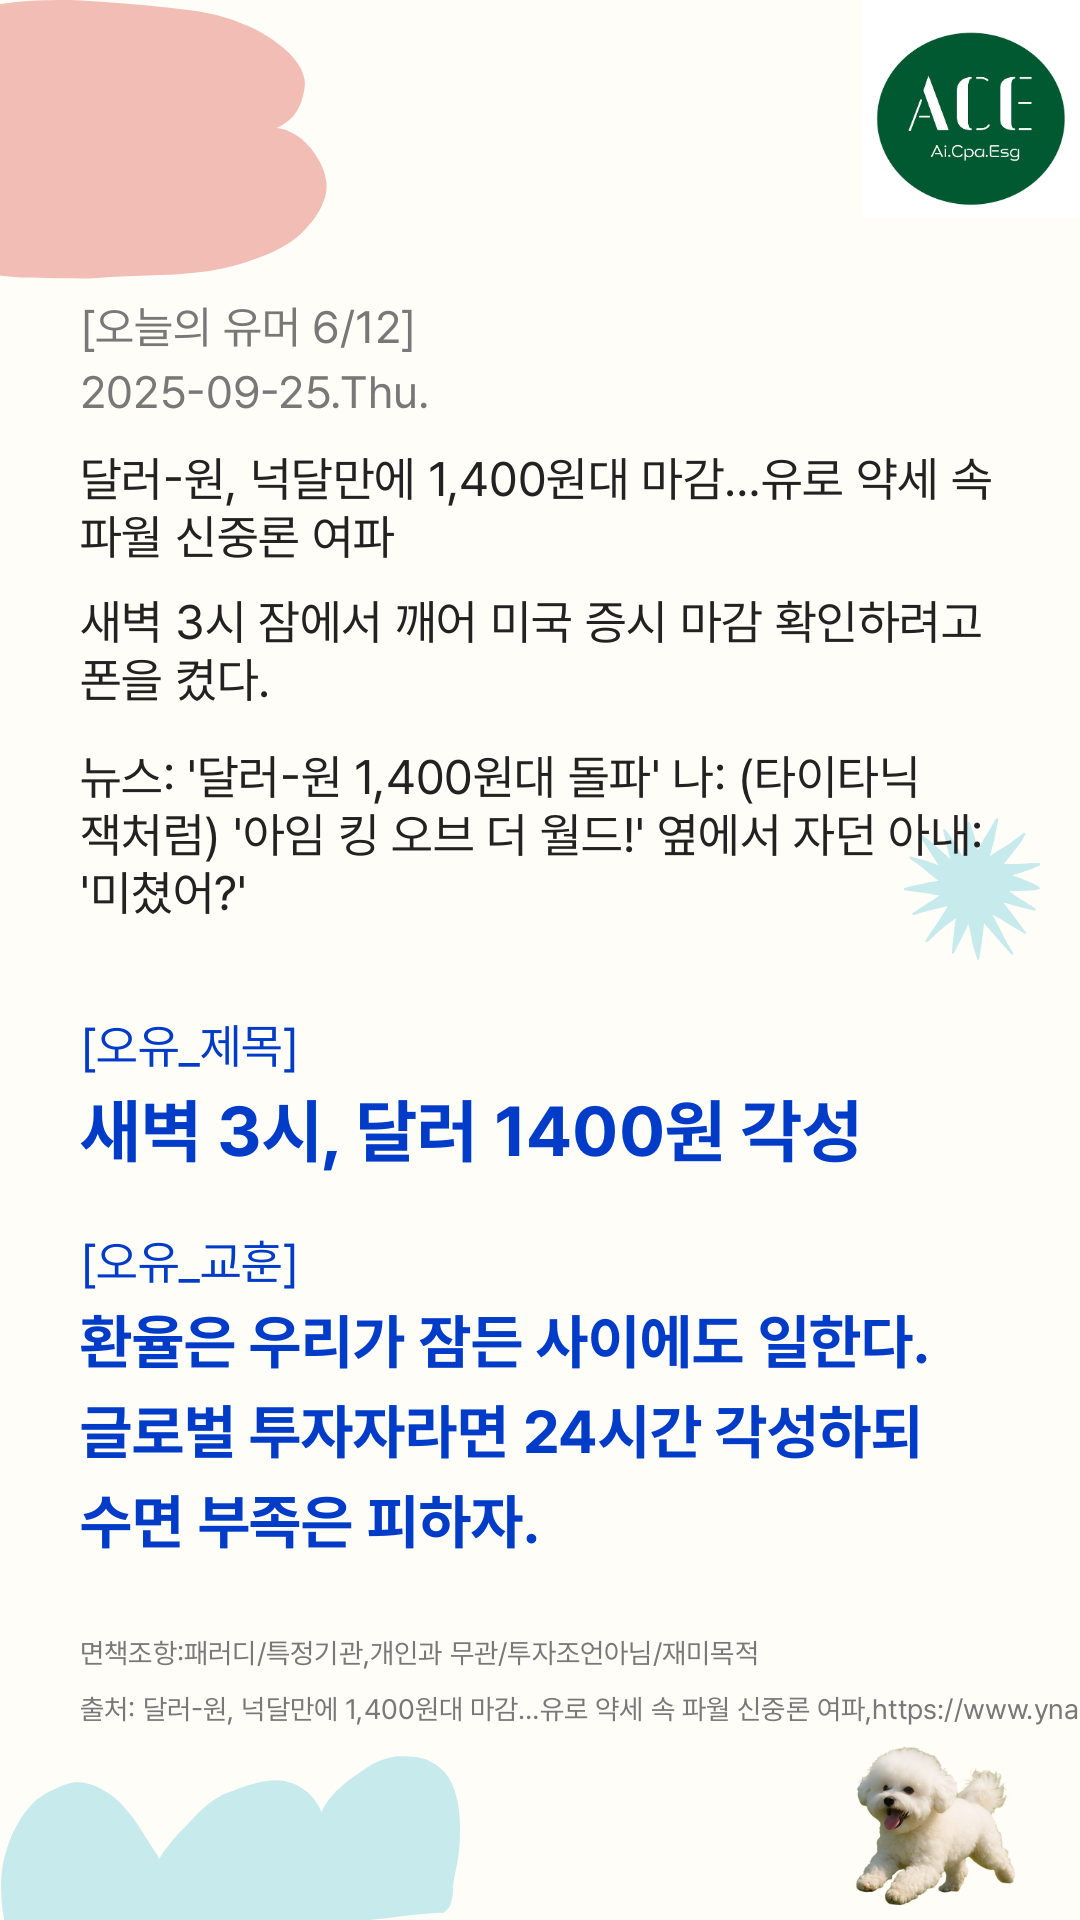 ACE
Ai.Cpa.Esg
[오늘의 유머 6/12]
2025-09-25.Thu.
달러-원, 넉달만에 1,400원대 마감...유로 약세 속
파월 신중론 여파
새벽 3시 잠에서 깨어 미국 증시 마감 확인하려고
폰을 켰다.
뉴스: '달러-원 1,400원대 돌파' 나: (타이타닉
잭처럼) '아임 킹 오브 더 월드!' 옆에서 자던 아내:
'미쳤어?'
[오유_제목]
새벽 3시, 달러 1400원 각성
[오유_교훈]
환율은 우리가 잠든 사이에도 일한다.
글로벌 투자자라면 24시간 각성하되
수면 부족은 피하자.
면책조항:패러디/특정기관,개인과 무관/투자조언아님/재미목적
출처: 달러-원, 넉달만에 1,400원대 마감...유로 약세 속 파월 신중론 여파,https://www.yna